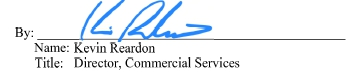 By:
Name: Kevin Reardon
Title: Director, Commercial Services